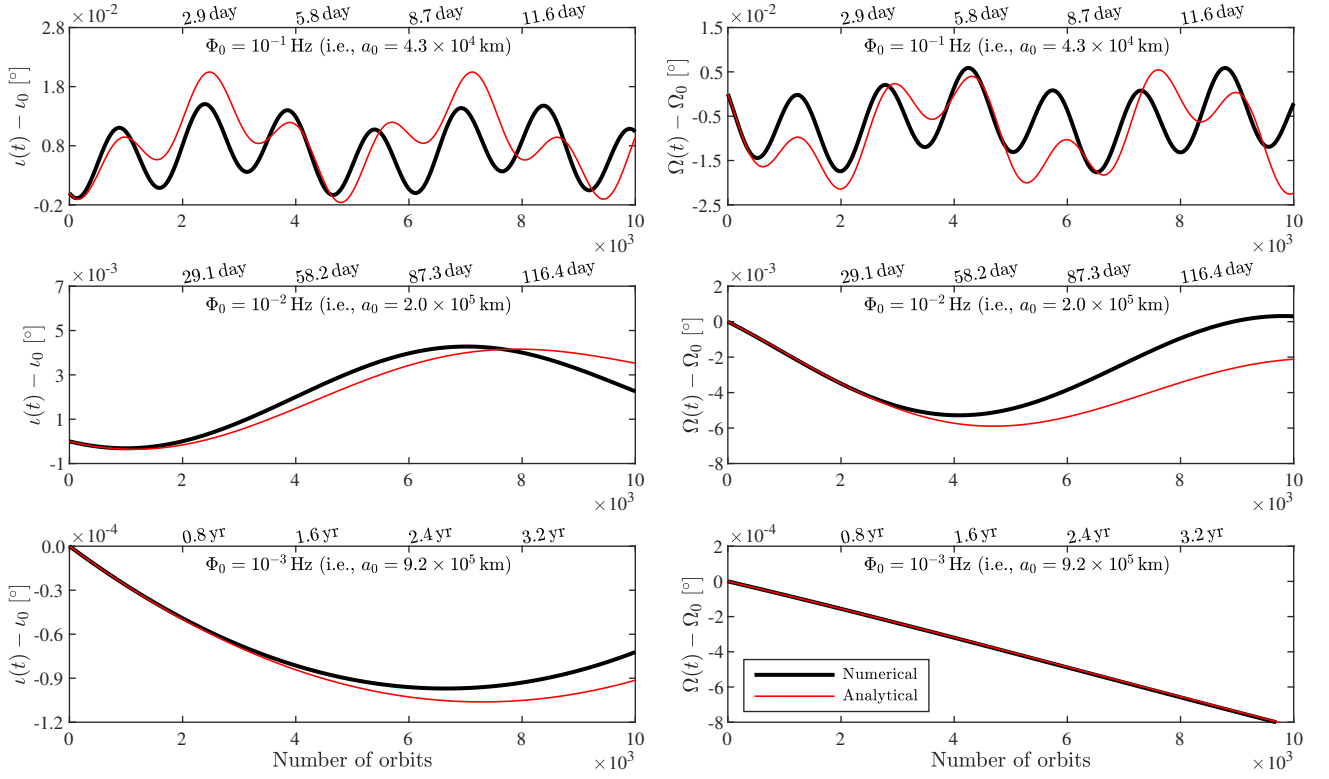 ×10⁻² 2.9 day 5.8 day 8.7 day 11.6 day
Φ₀ = 10⁻¹ Hz (i.e., a₀ = 4.3 × 10⁴ km)
ι(t) − ι₀ [°]
2.8
1.8
0.8
-0.2
0 2 4 6 8 10
×10³
2.9 day 5.8 day 8.7 day 11.6 day
×10⁻²
Φ₀ = 10⁻¹ Hz (i.e., a₀ = 4.3 × 10⁴ km)
Ω(t) − Ω₀ [°]
1.5
0.5
-0.5
-1.5
-2.5
0 2 4 6 8 10
×10³
×10⁻³ 29.1 day 58.2 day 87.3 day 116.4 day
Φ₀ = 10⁻² Hz (i.e., a₀ = 2.0 × 10⁵ km)
ι(t) − ι₀ [°]
7
5
3
1
-1
0 2 4 6 8 10
×10³
×10⁻³ 29.1 day 58.2 day 87.3 day 116.4 day
Φ₀ = 10⁻² Hz (i.e., a₀ = 2.0 × 10⁵ km)
Ω(t) − Ω₀ [°]
2
0
-2
-4
-6
-8
0 2 4 6 8 10
×10³
×10⁻⁴ 0.8 yr 1.6 yr 2.4 yr 3.2 yr
Φ₀ = 10⁻³ Hz (i.e., a₀ = 9.2 × 10⁵ km)
ι(t) − ι₀ [°]
0.0
-0.3
-0.6
-0.9
-1.2
0 2 4 6 8 10
Number of orbits
×10³
×10⁻⁴ 0.8 yr 1.6 yr 2.4 yr 3.2 yr
Φ₀ = 10⁻³ Hz (i.e., a₀ = 9.2 × 10⁵ km)
Ω(t) − Ω₀ [°]
2
0
-2
-4
-6
-8
Numerical
Analytical
0 2 4 6 8 10
Number of orbits
×10³